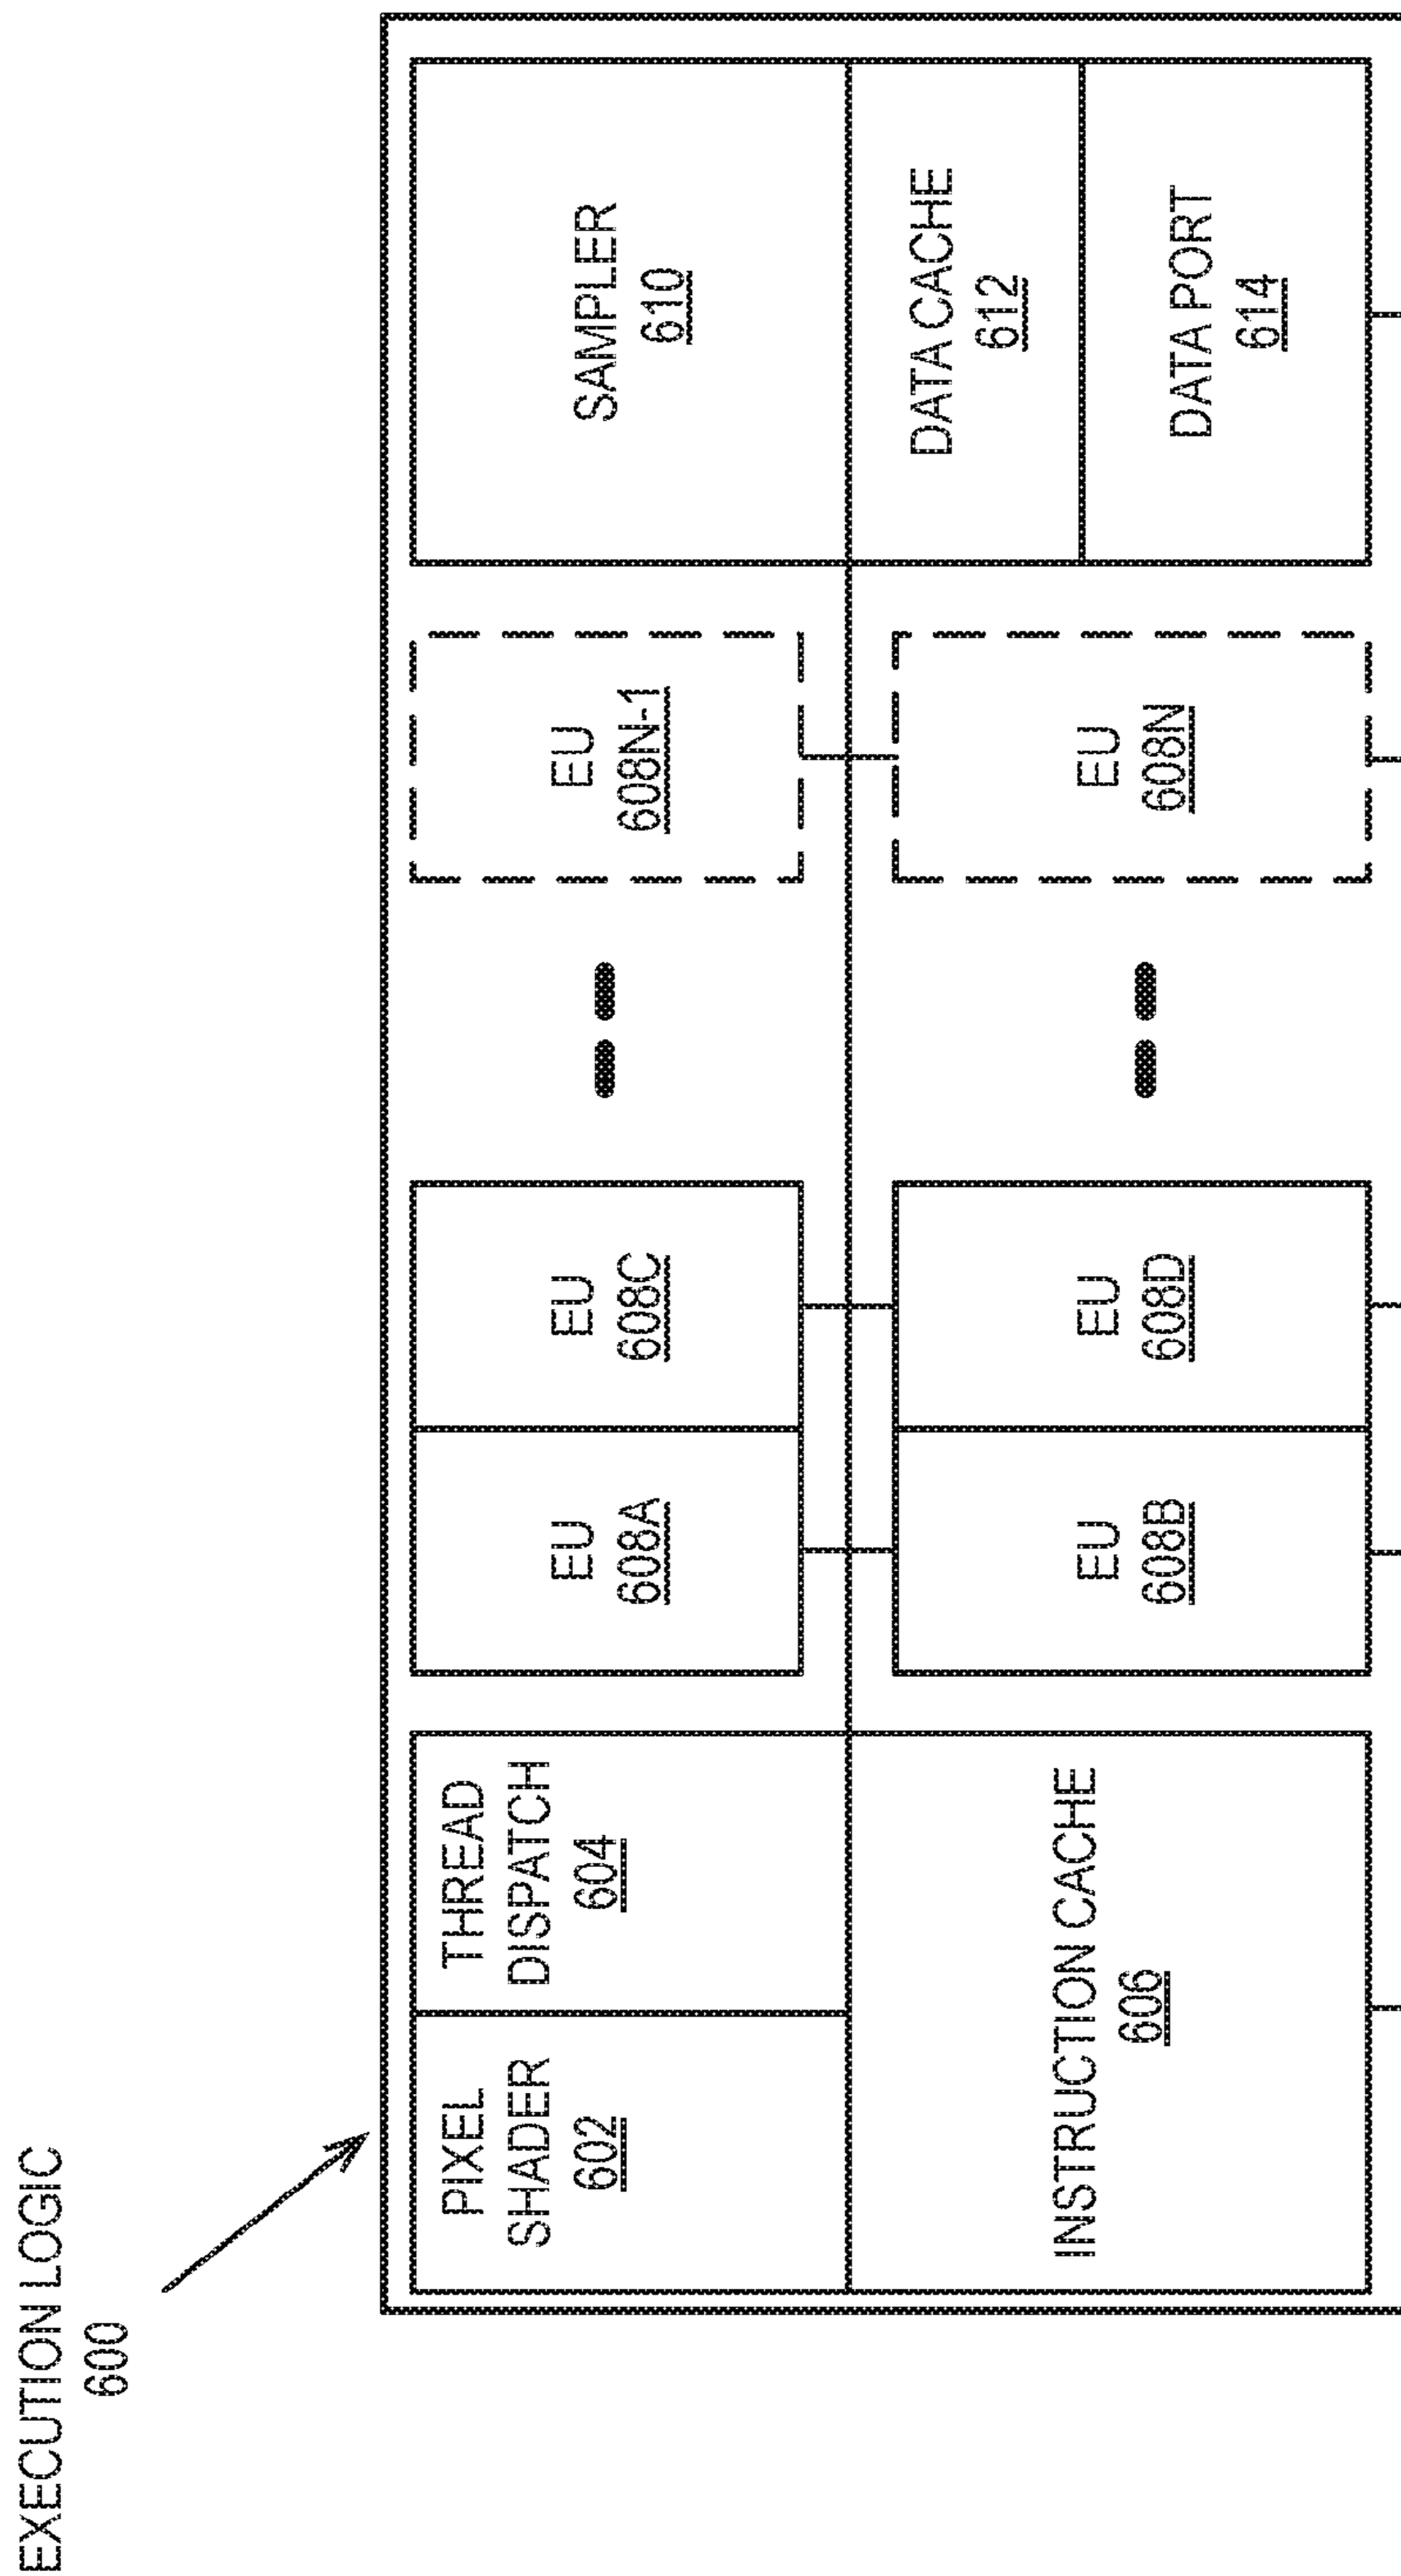 EXECUTION LOGIC
600
PIXEL
SHADER
602
THREAD
DISPATCH
604
INSTRUCTION CACHE
606
EU
608A
EU
608C
EU
608B
EU
608D
EU
608N-1
EU
608N
SAMPLER
610
DATA CACHE
612
DATA PORT
614